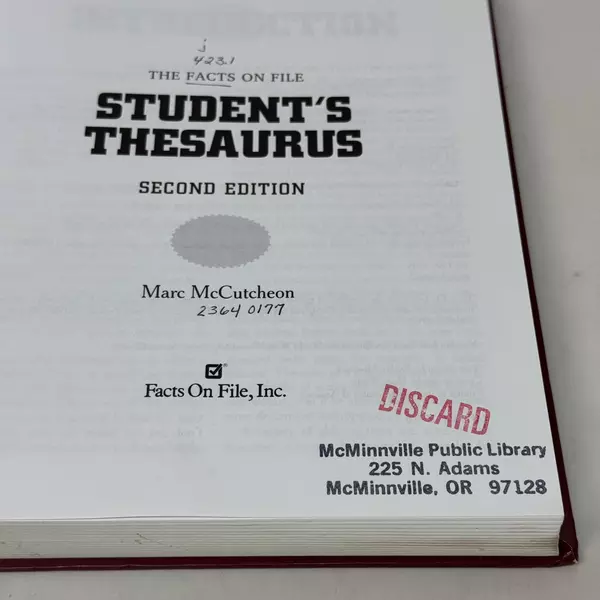 INTRODUCTION
j
423.1
THE FACTS ON FILE
STUDENT'S
THESAURUS
SECOND EDITION
Marc McCutcheon
2364 0177
®
Facts On File, Inc.
DISCARD
McMinnville Public Library
225 N. Adams
McMinnville, OR 97128